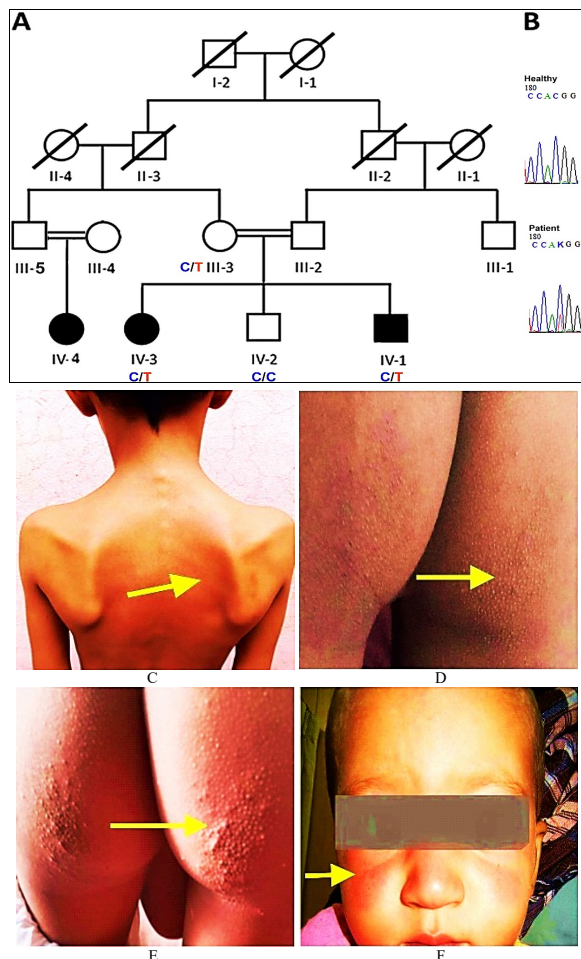 A
B
I-2
I-1
Healthy
180
C C A C G G
II-4
II-3
II-2
II-1
Patient
180
C C A K G G
III-5
III-4
C/T III-3
III-2
III-1
IV-4
IV-3
IV-2
IV-1
C/T
C/C
C/T
C
D
E
F